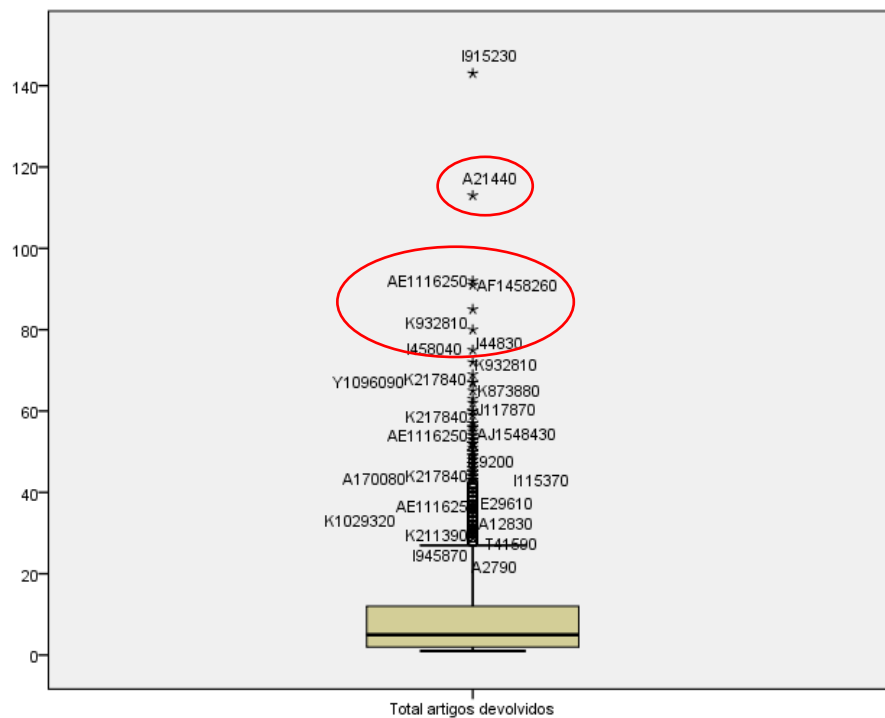 I915230
140
120
A21440
100
AE1116250
AF1458260
80
K932810
J44830
I458040
K932810
Y1096090
K217840
K873880
60
J117870
K217840
AE1116250
AJ1548430
9200
A170080
K217840
I115370
40
AE111625
E29610
K1029320
A12830
K211390
T41590
I945870
20
A2790
0
Total artigos devolvidos